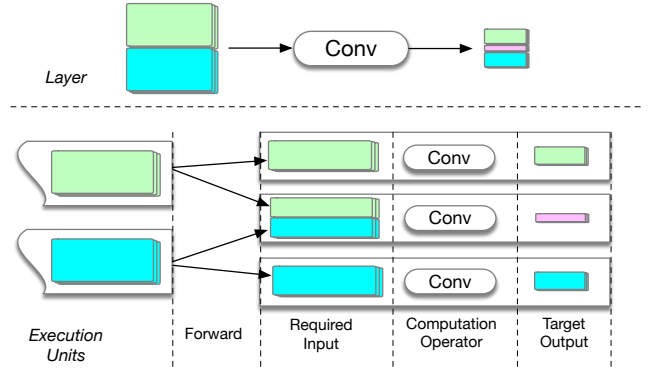 Conv
Layer
Conv
Conv
Conv
Execution
Units
Forward
Required
Input
Computation
Operator
Target
Output